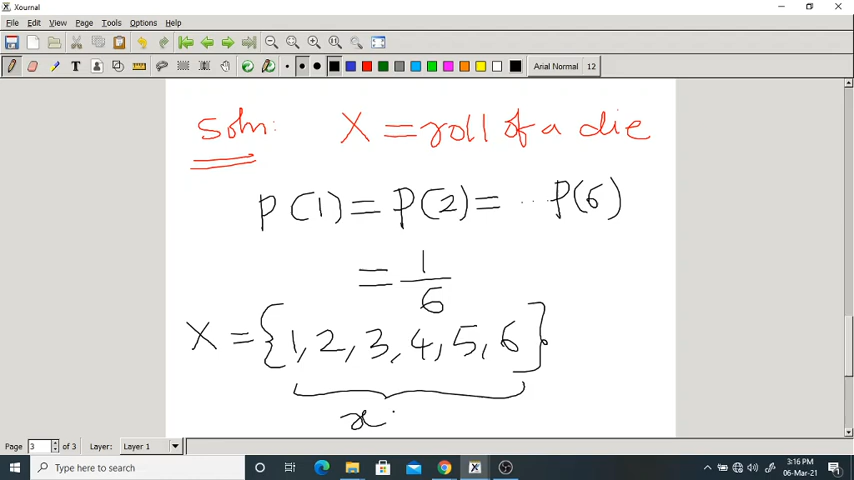 Xournal
File Edit View Page Tools Options Help
T Arial Normal 12
Soln: X = roll of a die
P(1) = P(2) = ... P(6)
= 1/6
X = {1, 2, 3, 4, 5, 6}
x
Page 3 of 3 Layer: Layer 1
Type here to search
3:16 PM
06-Mar-21